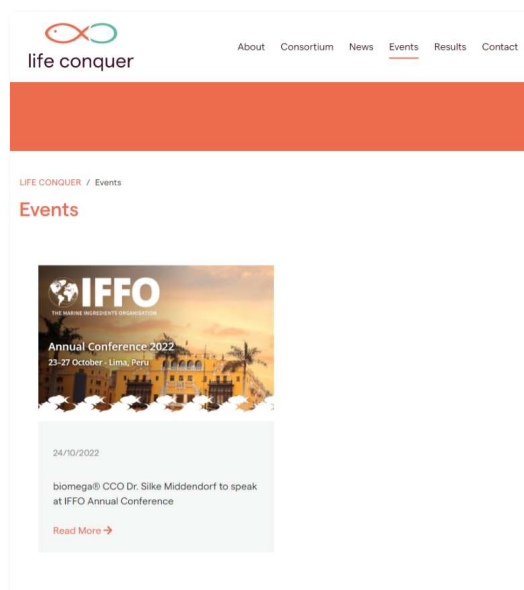 life conquer
About Consortium News Events Results Contact
LIFE CONQUER / Events
Events
IFFO
THE MARINE INGREDIENTS ORGANISATION
Annual Conference 2022
23-27 October - Lima, Peru
24/10/2022
biomega® CCO Dr. Silke Middendorf to speak
at IFFO Annual Conference
Read More →